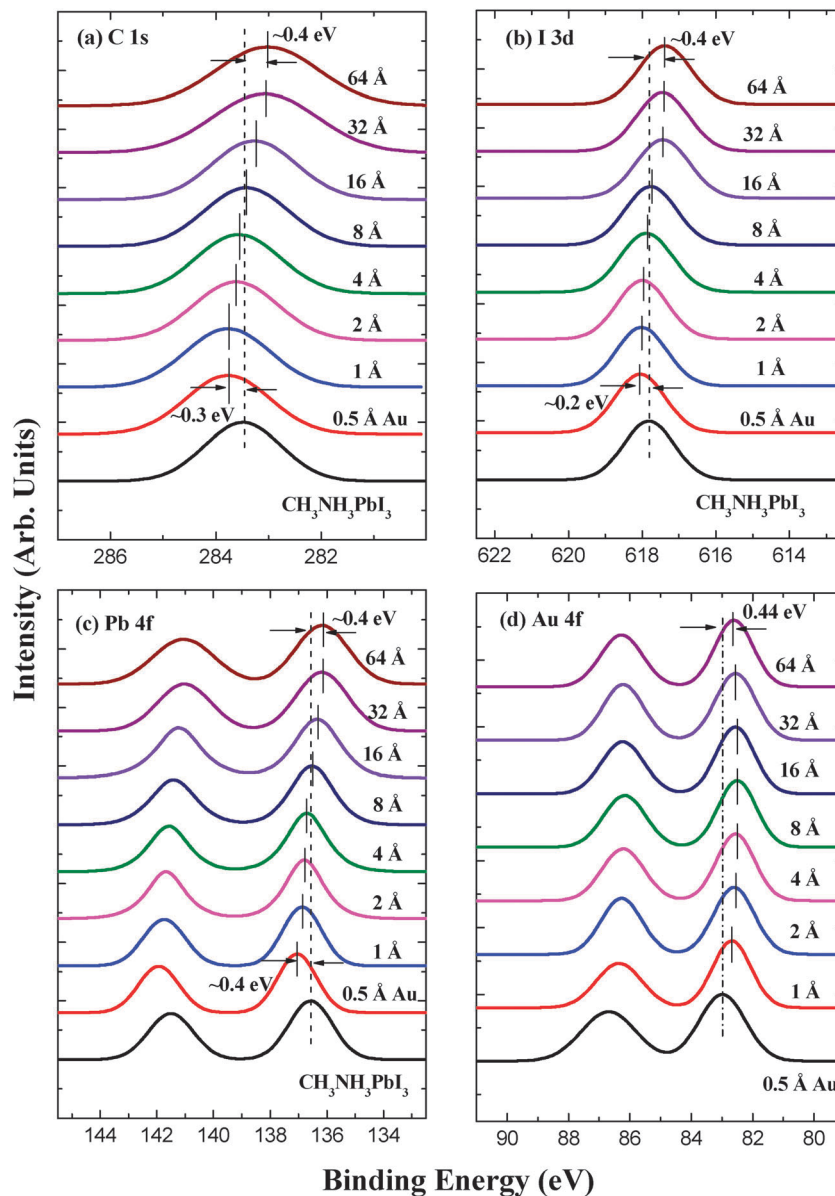 Intensity (Arb. Units)
(a) C 1s
~0.4 eV
64 Å
32 Å
16 Å
8 Å
4 Å
2 Å
1 Å
~0.3 eV
0.5 Å Au
CH₃NH₃PbI₃
286 284 282
(b) I 3d
~0.4 eV
64 Å
32 Å
16 Å
8 Å
4 Å
2 Å
1 Å
~0.2 eV
0.5 Å Au
CH₃NH₃PbI₃
622 620 618 616 614
(c) Pb 4f
~0.4 eV
64 Å
32 Å
16 Å
8 Å
4 Å
2 Å
1 Å
~0.4 eV
0.5 Å Au
CH₃NH₃PbI₃
144 142 140 138 136 134
(d) Au 4f
0.44 eV
64 Å
32 Å
16 Å
8 Å
4 Å
2 Å
1 Å
0.5 Å Au
90 88 86 84 82 80
Binding Energy (eV)